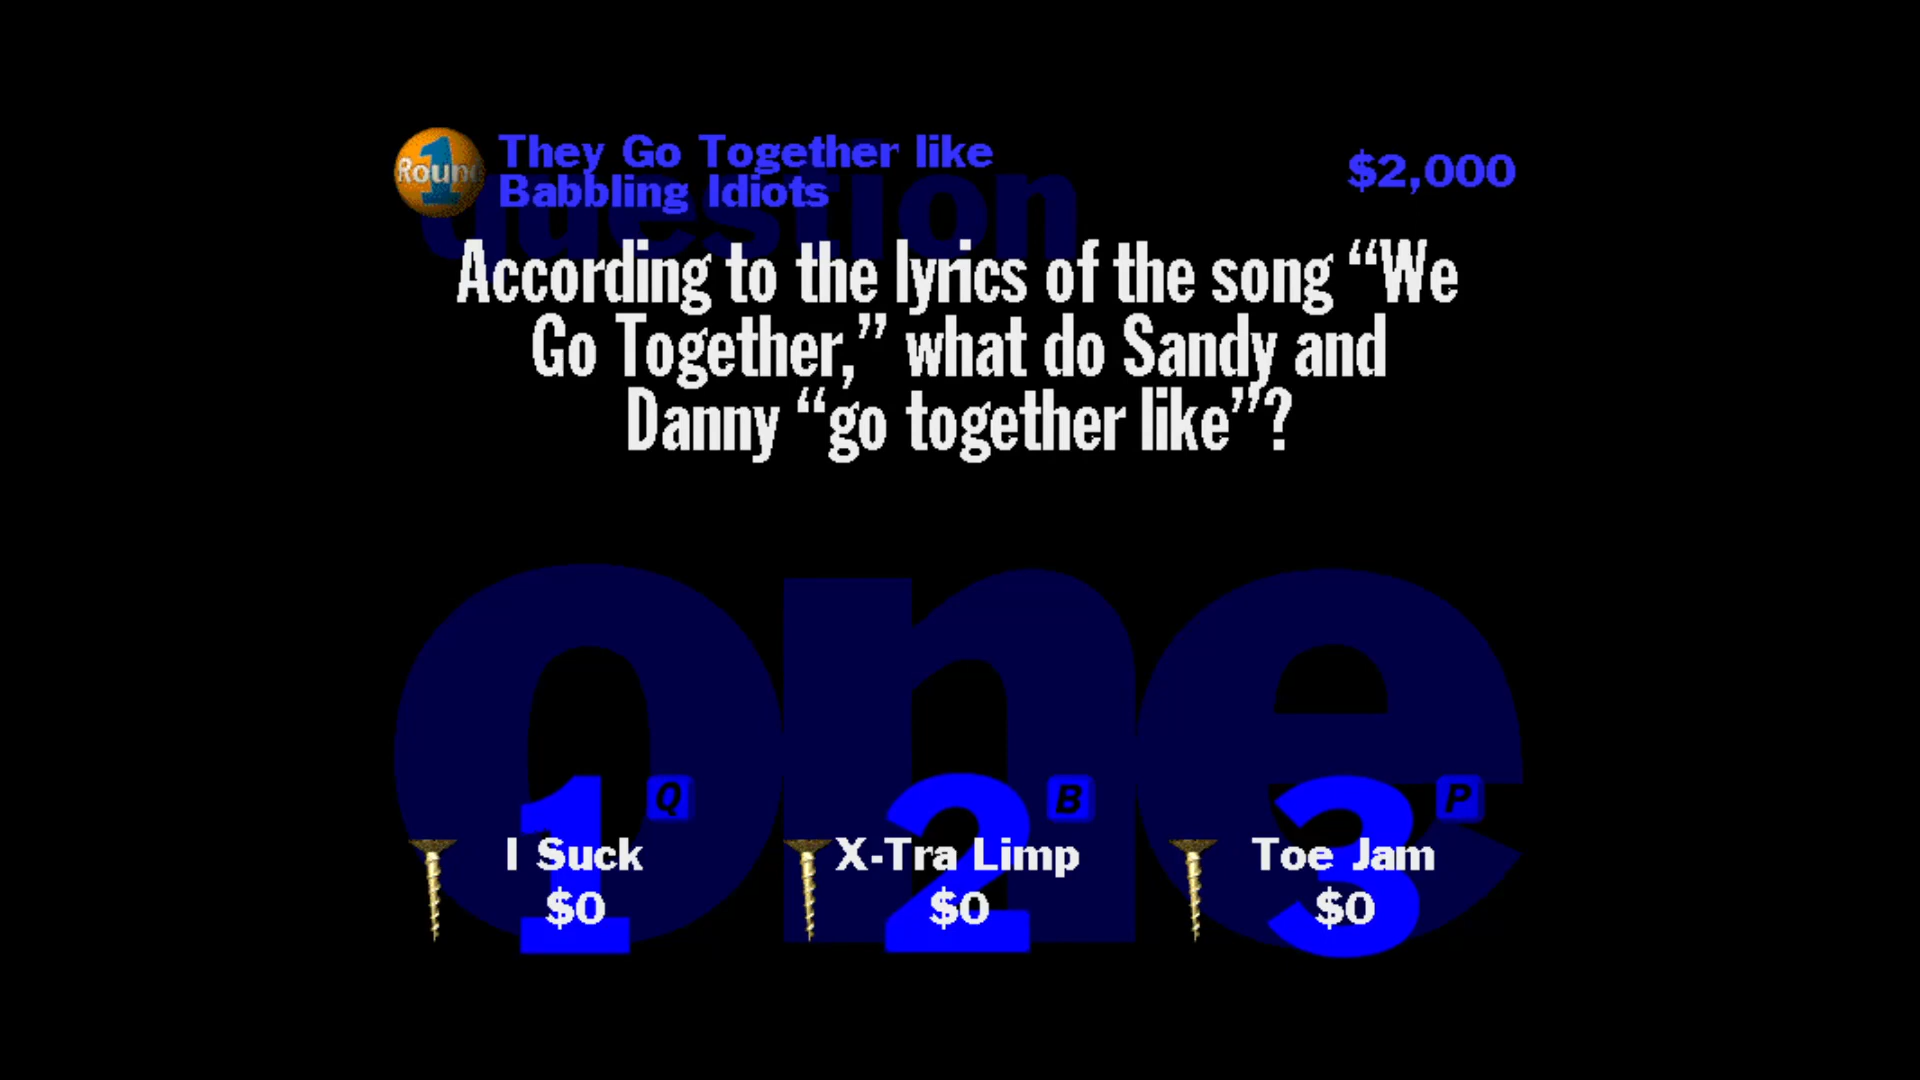 Round 1
They Go Together like
Babbling Idiots
$2,000
question
According to the lyrics of the song “We
Go Together,” what do Sandy and
Danny “go together like”?
one
1 Q
I Suck
$0
2 B
X-Tra Limp
$0
3 P
Toe Jam
$0